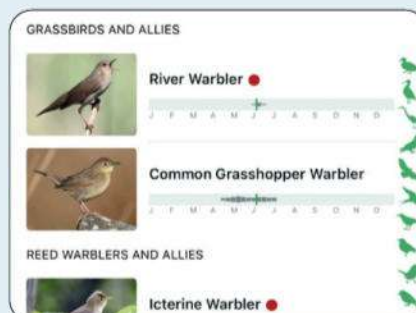 GRASSBIRDS AND ALLIES
River Warbler
J F M A M J J A S O N D
Common Grasshopper Warbler
J F M A M J J A S O N D
REED WARBLERS AND ALLIES
Icterine Warbler